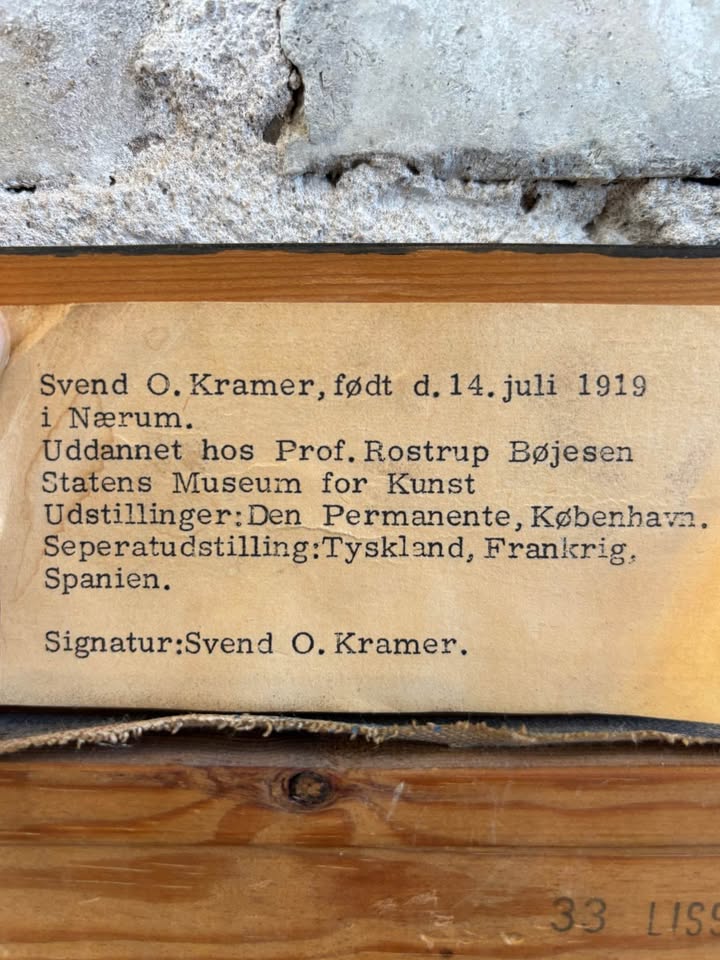 Svend O. Kramer, født d. 14. juli 1919
i Nærum.
Uddannet hos Prof. Rostrup Bøjesen
Statens Museum for Kunst
Udstillinger:Den Permanente, København.
Seperatudstilling:Tyskland, Frankrig,
Spanien.
Signatur:Svend O. Kramer.
33